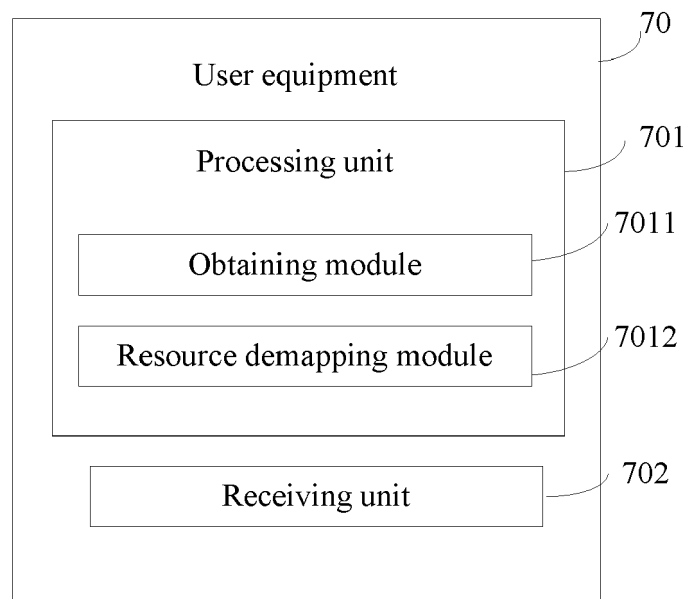 70
User equipment
701
Processing unit
7011
Obtaining module
7012
Resource demapping module
702
Receiving unit